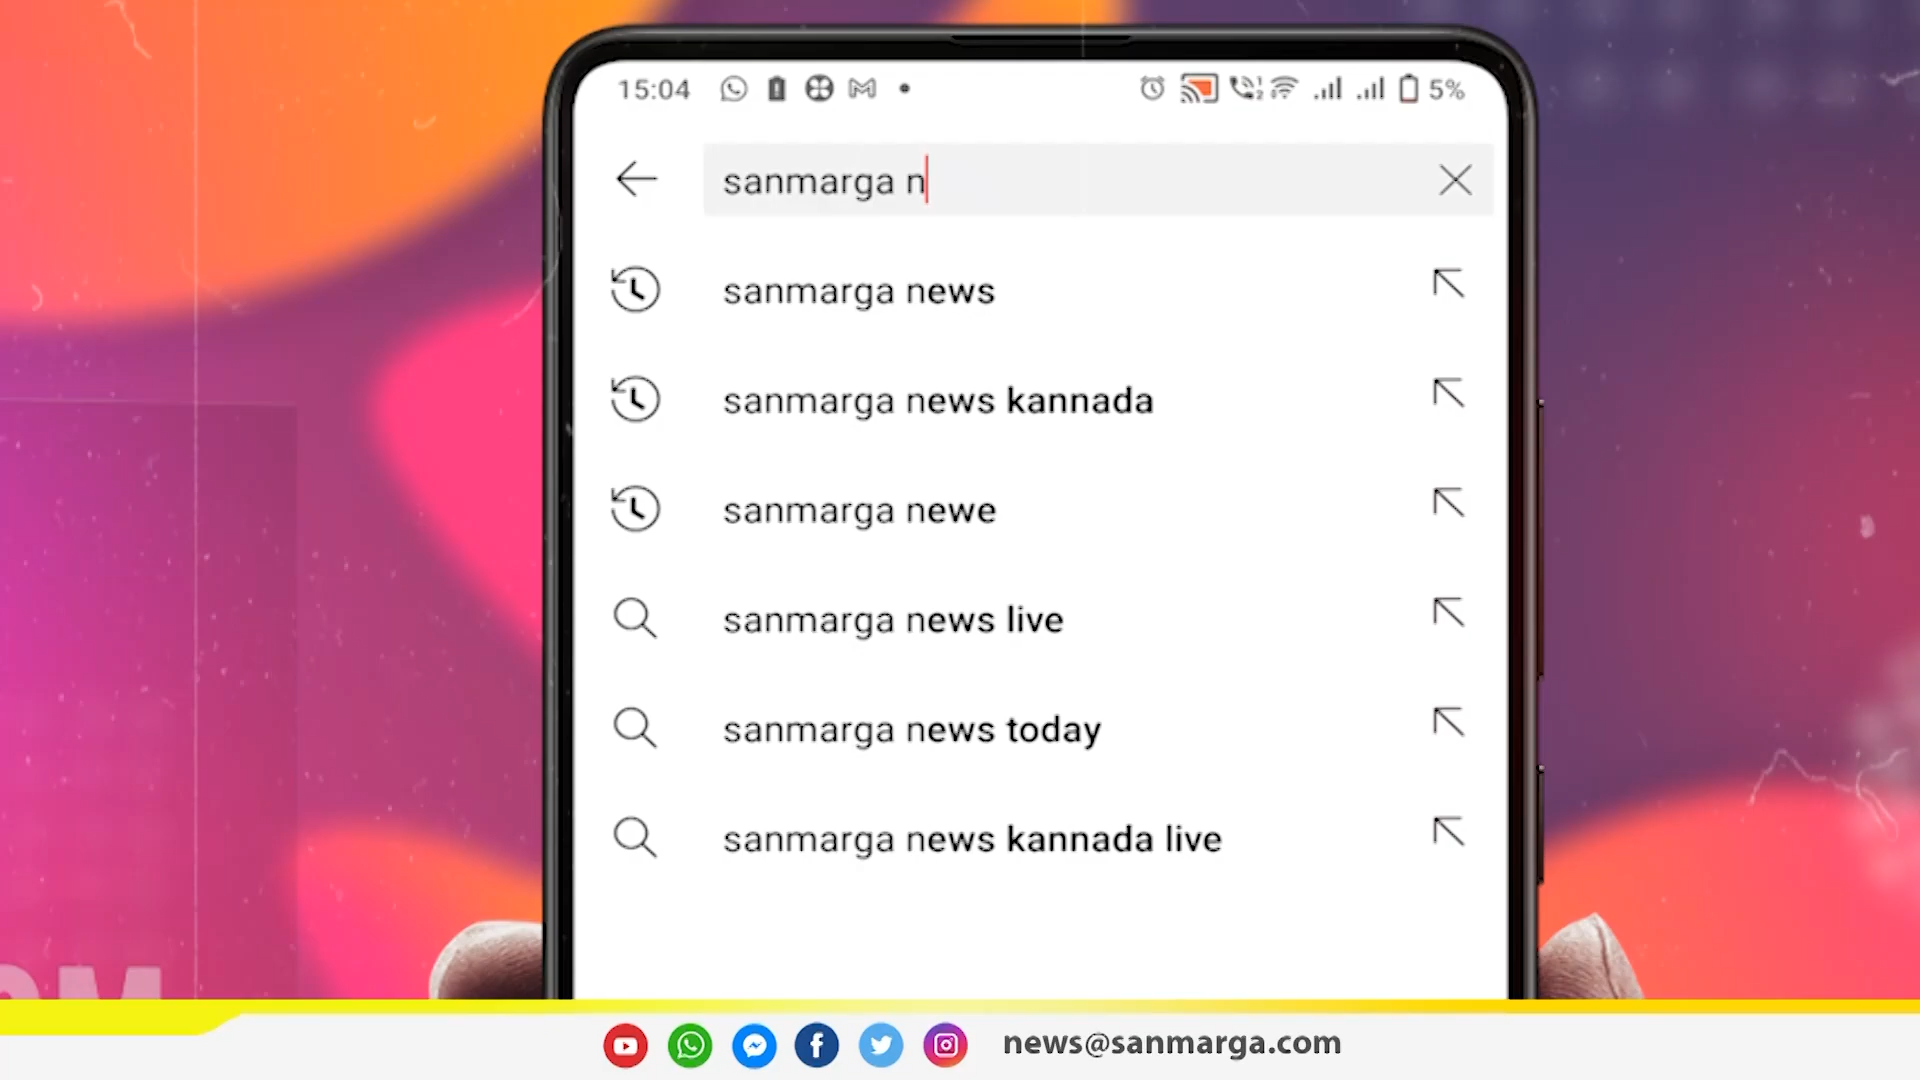 15:04 5%
sanmarga n
sanmarga news
sanmarga news kannada
sanmarga newe
sanmarga news live
sanmarga news today
sanmarga news kannada live
news@sanmarga.com